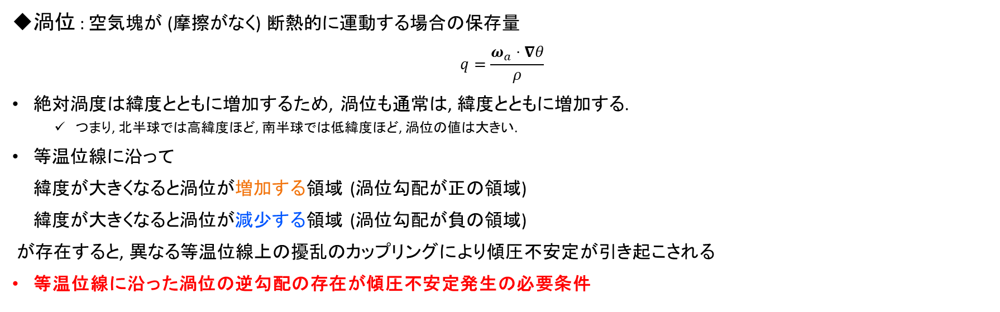 ◆渦位 : 空気塊が (摩擦がなく) 断熱的に運動する場合の保存量
q = ω_a · ∇θ / ρ
• 絶対渦度は緯度とともに増加するため, 渦位も通常は, 緯度とともに増加する.
✓ つまり, 北半球では高緯度ほど, 南半球では低緯度ほど, 渦位の値は大きい.
• 等温位線に沿って
緯度が大きくなると渦位が増加する領域 (渦位勾配が正の領域)
緯度が大きくなると渦位が減少する領域 (渦位勾配が負の領域)
が存在すると, 異なる等温位線上の擾乱のカップリングにより傾圧不安定が引き起こされる
• 等温位線に沿った渦位の逆勾配の存在が傾圧不安定発生の必要条件